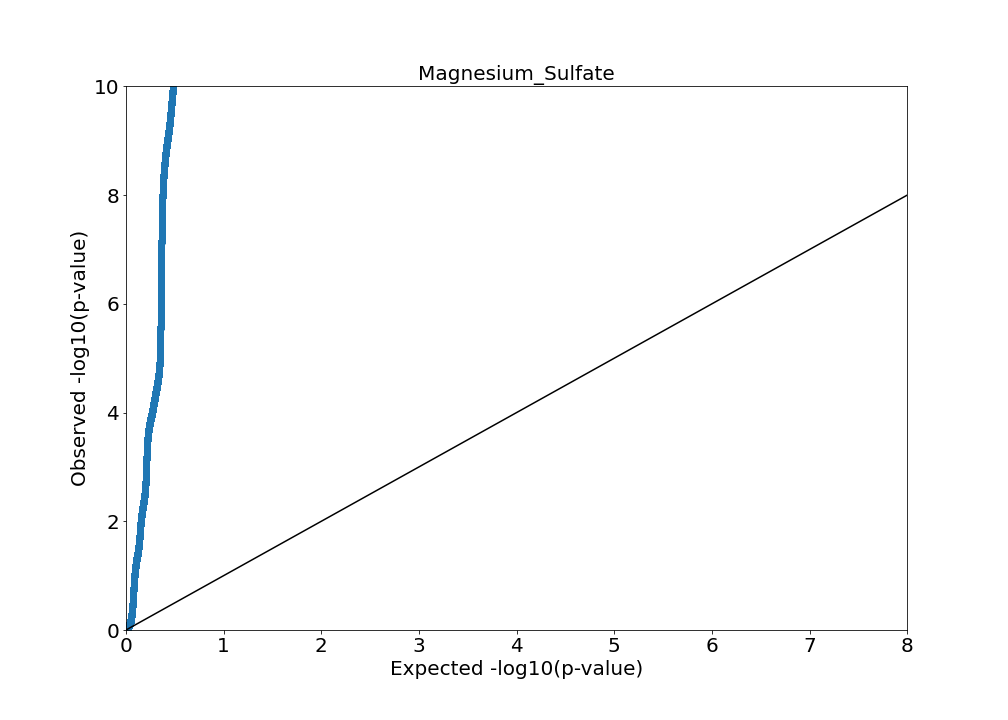 Magnesium_Sulfate
10
8
6
4
2
0
Observed -log10(p-value)
0 1 2 3 4 5 6 7 8
Expected -log10(p-value)